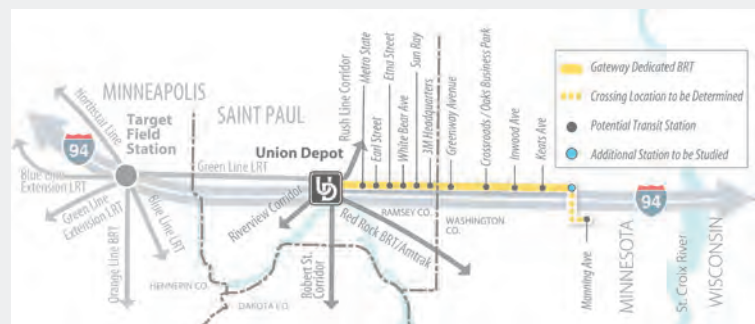 MINNEAPOLIS
SAINT PAUL
Northstar Line
Target
Field
Station
INTERSTATE
94
Blue Line
Extension LRT
Green Line
Extension LRT
Blue Line LRT
Orange Line BRT
Green Line LRT
Union Depot
UD
Rush Line Corridor
Riverview Corridor
Robert St.
Corridor
Red Rock BRT/Amtrak
HENNEPIN CO.
DAKOTA CO.
RAMSEY CO.
WASHINGTON
CO.
Metro State
Earl Street
Etna Street
White Bear Ave
Sun Ray
3M Headquarters
Greenway Avenue
Crossroads / Oaks Business Park
Inwood Ave
Keats Ave
Manning Ave
94
MINNESOTA
St. Croix River
WISCONSIN
Gateway Dedicated BRT
Crossing Location to be Determined
Potential Transit Station
Additional Station to be Studied